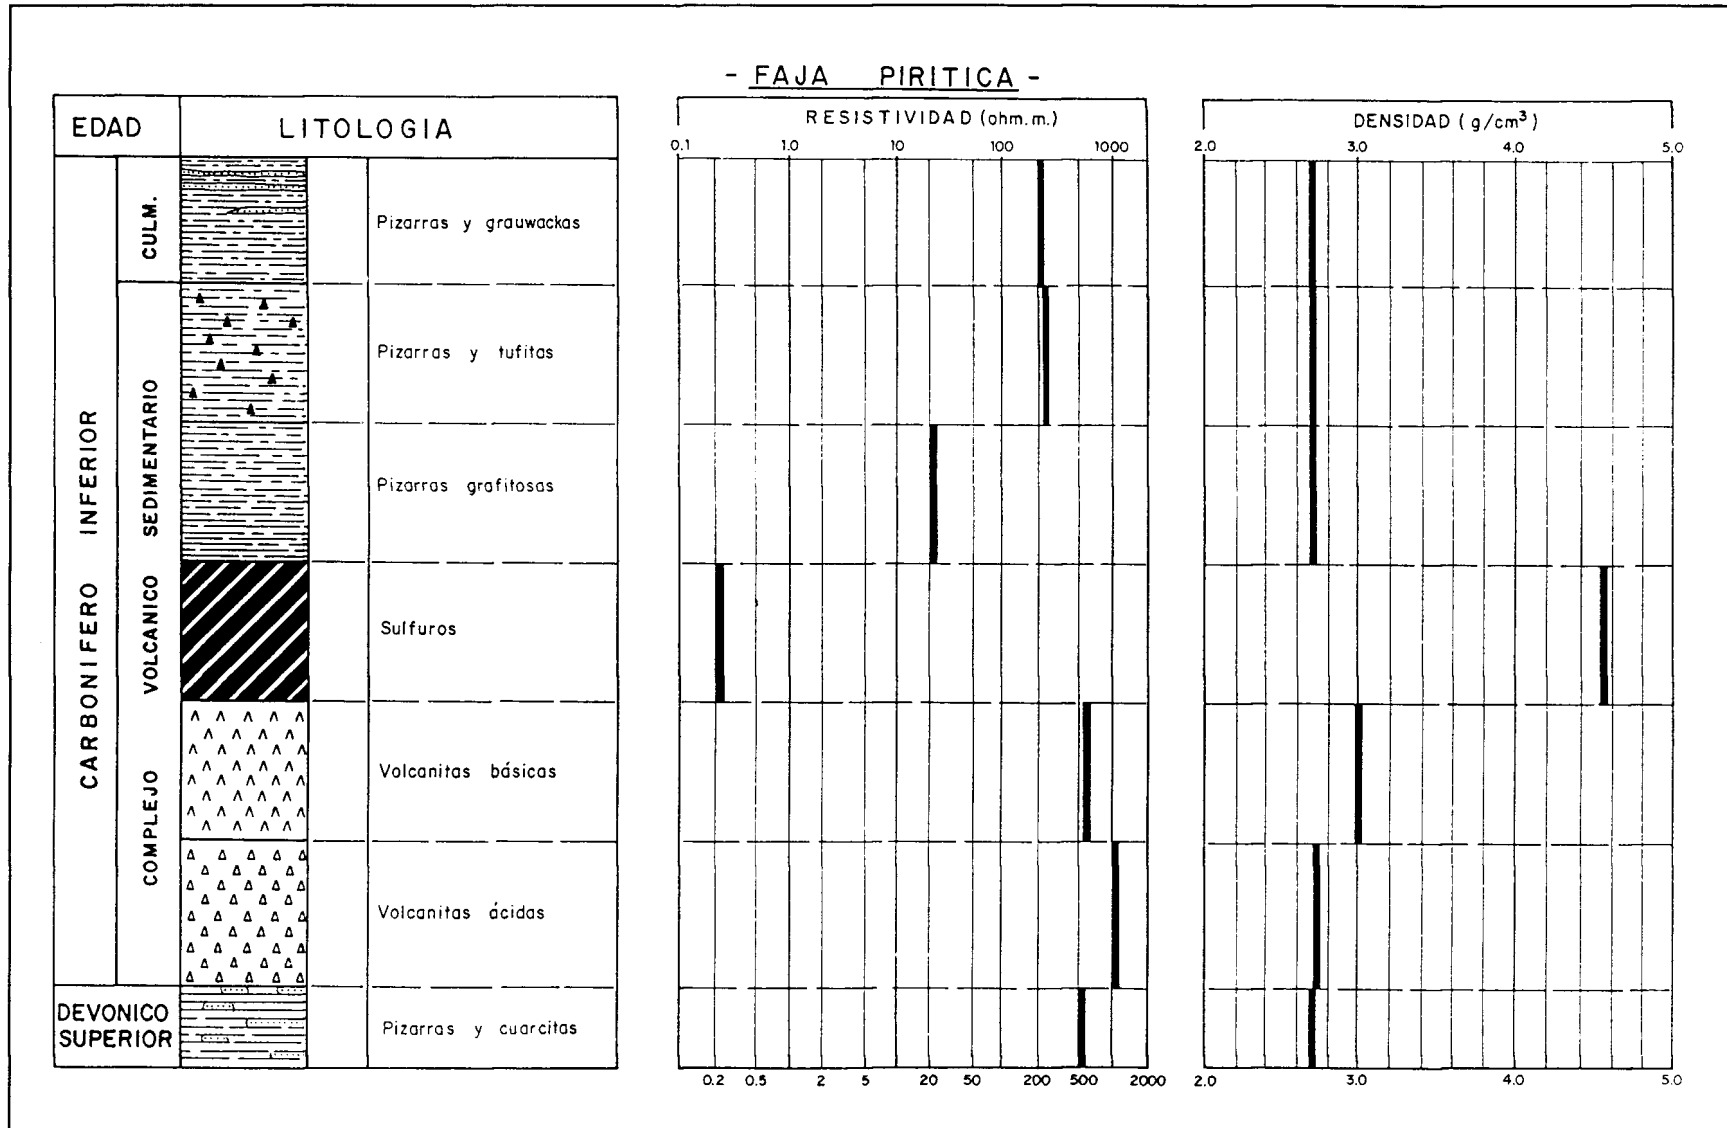 - FAJA PIRITICA -
EDAD LITOLOGIA
CARBONIFERO INFERIOR
CULM.
COMPLEJO VOLCANICO SEDIMENTARIO
Pizarras y grauwackas
Pizarras y tufitas
Pizarras grafitosas
Sulfuros
Volcanitas básicas
Volcanitas ácidas
DEVONICO
SUPERIOR
Pizarras y cuarcitas
RESISTIVIDAD (ohm.m.)
0.1 1.0 10 100 1000
0.2 0.5 2 5 20 50 200 500 2000
DENSIDAD (g/cm³)
2.0 3.0 4.0 5.0
2.0 3.0 4.0 5.0